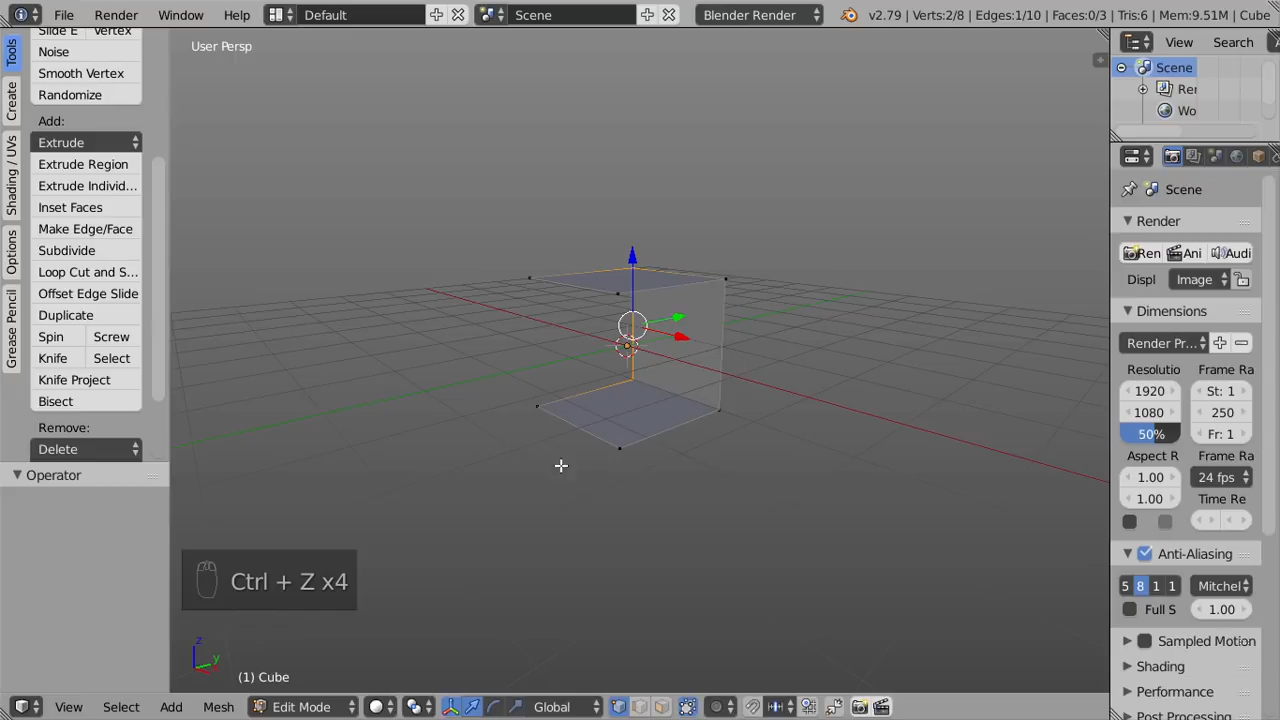 File Render Window Help Default Scene Blender Render v2.79 | Verts:2/8 | Edges:1/10 | Faces:0/3 | Tris:6 | Mem:9.51M | Cube
Tools
Create
Shading / UVs
Options
Grease Pencil
Slide E Vertex
Noise
Smooth Vertex
Randomize
Add:
Extrude
Extrude Region
Extrude Individ...
Inset Faces
Make Edge/Face
Subdivide
Loop Cut and S...
Offset Edge Slide
Duplicate
Spin Screw
Knife Select
Knife Project
Bisect
Remove:
Delete
Operator
User Persp
Ctrl + Z x4
z
y
(1) Cube
View Select Add Mesh Edit Mode Global
View Search
Scene
Rer
Wo
Scene
Render
Ren Ani Audi
Displ Image
Dimensions
Render Pr...
Resolutio Frame Ra
1920 St: 1
1080 250
50% Fr: 1
Aspect R Frame Ra
1.00 24 fps
1.00 Time Re
Anti-Aliasing
5 8 1 1 Mitchel
Full S 1.00
Sampled Motion
Shading
Performance
Post Processing